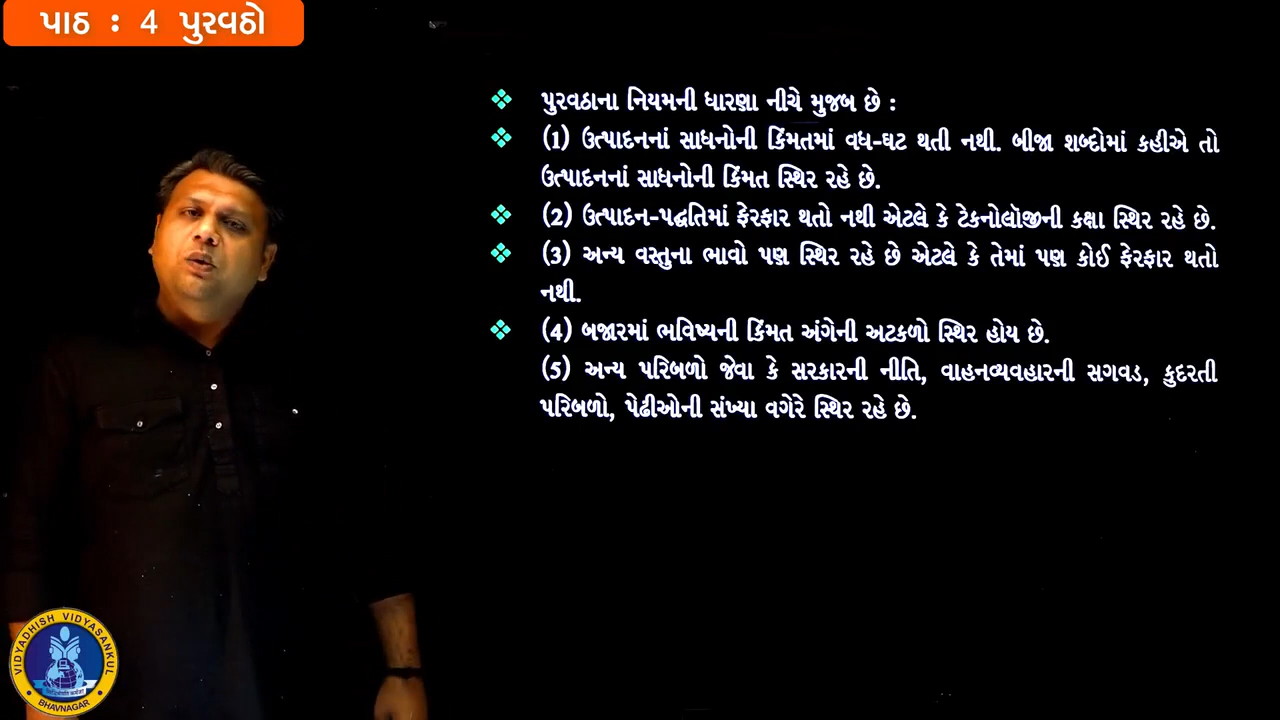 પાઠ : 4 પુરવઠો
પુરવઠાના નિયમની ધારણા નીચે મુજબ છે :
(1) ઉત્પાદનનાં સાધનોની કિંમતમાં વધ-ઘટ થતી નથી. બીજા શબ્દોમાં કહીએ તો
ઉત્પાદનનાં સાધનોની કિંમત સ્થિર રહે છે.
(2) ઉત્પાદન-પદ્ધતિમાં ફેરફાર થતો નથી એટલે કે ટેકનોલૉજીની કક્ષા સ્થિર રહે છે.
(3) અન્ય વસ્તુના ભાવો પણ સ્થિર રહે છે એટલે કે તેમાં પણ કોઈ ફેરફાર થતો
નથી.
(4) બજારમાં ભવિષ્યની કિંમત અંગેની અટકળો સ્થિર હોય છે.
(5) અન્ય પરિબળો જેવા કે સરકારની નીતિ, વાહનવ્યવહારની સગવડ, કુદરતી
પરિબળો, પેઢીઓની સંખ્યા વગેરે સ્થિર રહે છે.
VIDYADHISH VIDYASANKUL
BHAVNAGAR